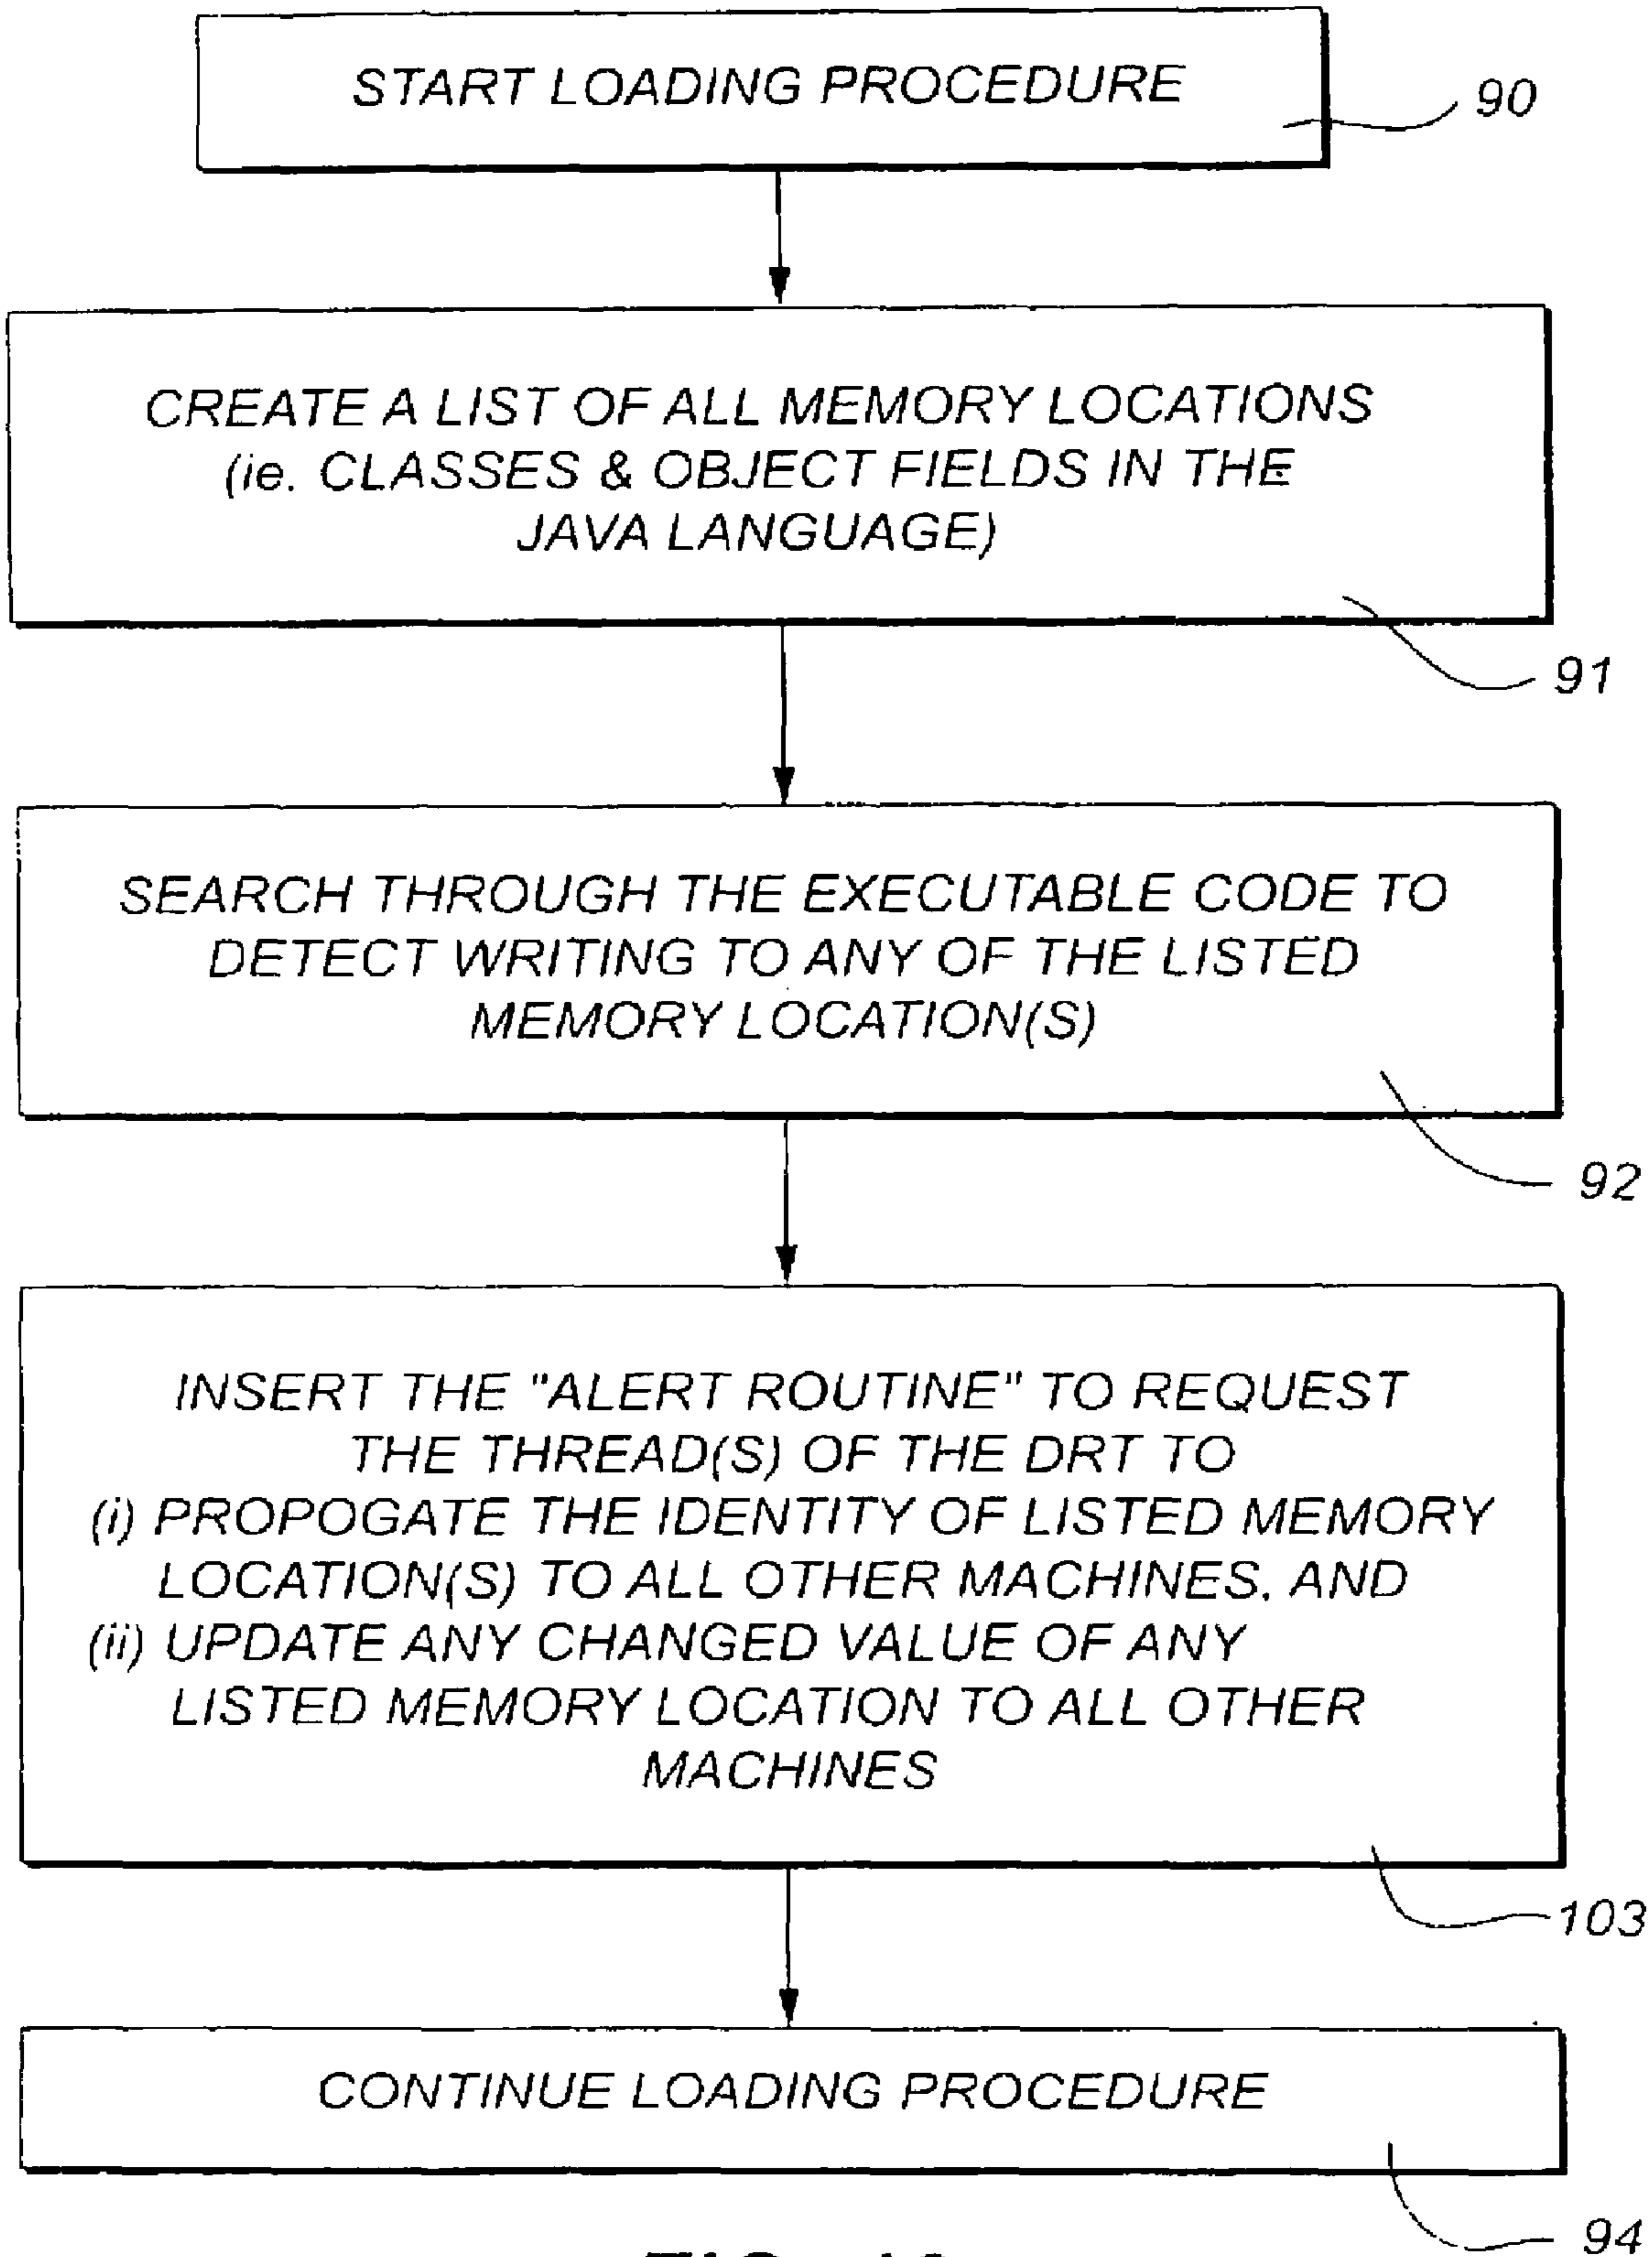 START LOADING PROCEDURE
90
CREATE A LIST OF ALL MEMORY LOCATIONS
(ie. CLASSES & OBJECT FIELDS IN THE
JAVA LANGUAGE)
91
SEARCH THROUGH THE EXECUTABLE CODE TO
DETECT WRITING TO ANY OF THE LISTED
MEMORY LOCATION(S)
92
INSERT THE "ALERT ROUTINE" TO REQUEST
THE THREAD(S) OF THE DRT TO
(i) PROPOGATE THE IDENTITY OF LISTED MEMORY
LOCATION(S) TO ALL OTHER MACHINES, AND
(ii) UPDATE ANY CHANGED VALUE OF ANY
LISTED MEMORY LOCATION TO ALL OTHER
MACHINES
103
CONTINUE LOADING PROCEDURE
94